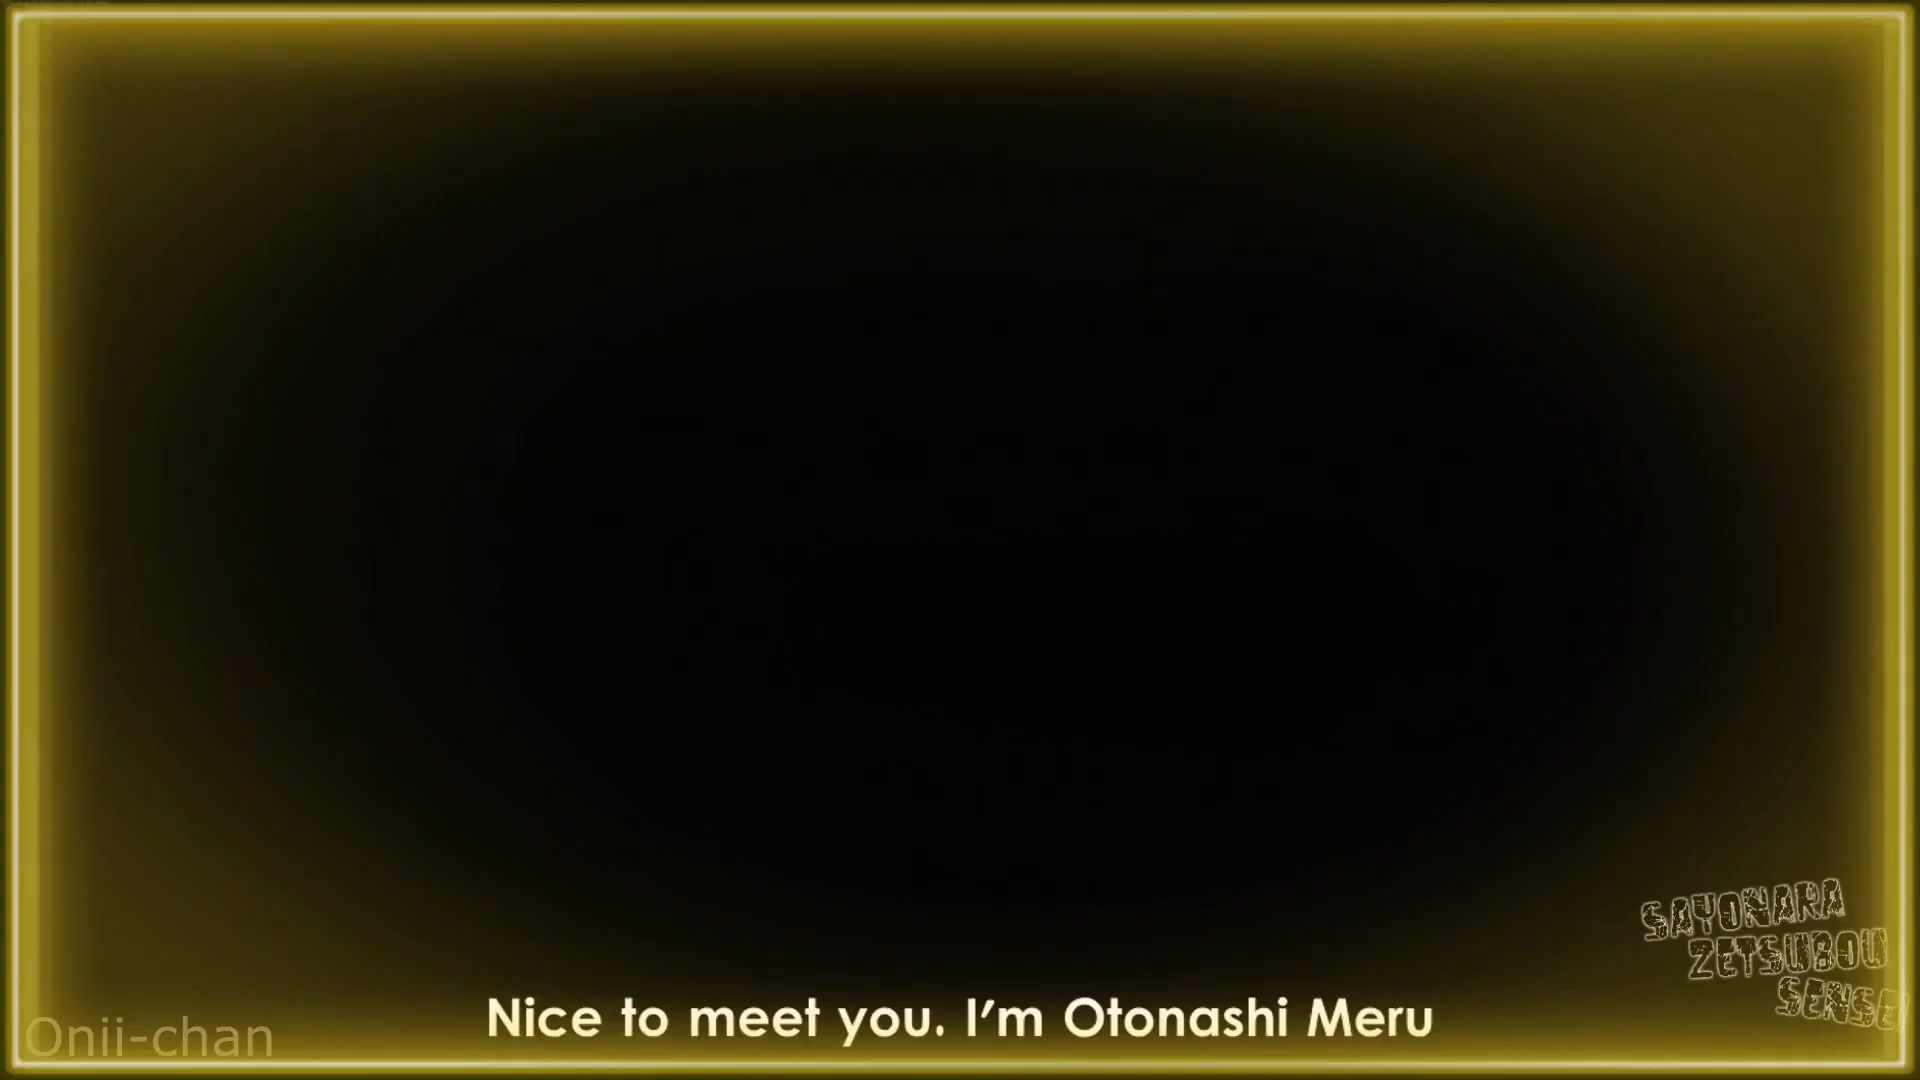 SAYONARA
ZETSUBOU
SENSEI
Nice to meet you. I'm Otonashi Meru
Onii-chan